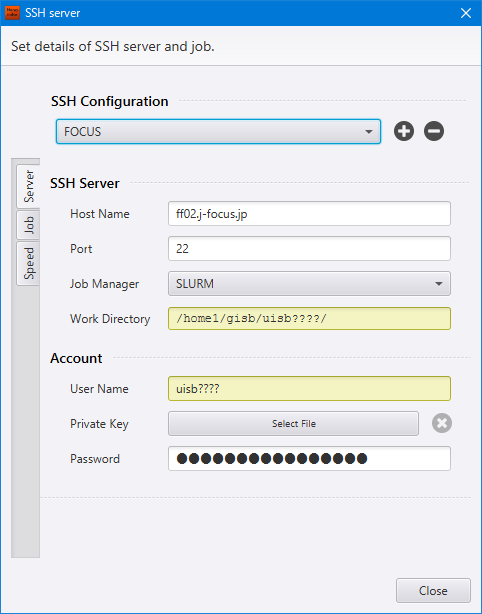 SSH server
Set details of SSH server and job.
SSH Configuration
FOCUS
Server
Job
Speed
SSH Server
Host Name ff02.j-focus.jp
Port 22
Job Manager SLURM
Work Directory /home1/gisb/uisb????/
Account
User Name uisb????
Private Key Select File
Password ●●●●●●●●●●●●●●●●
Close